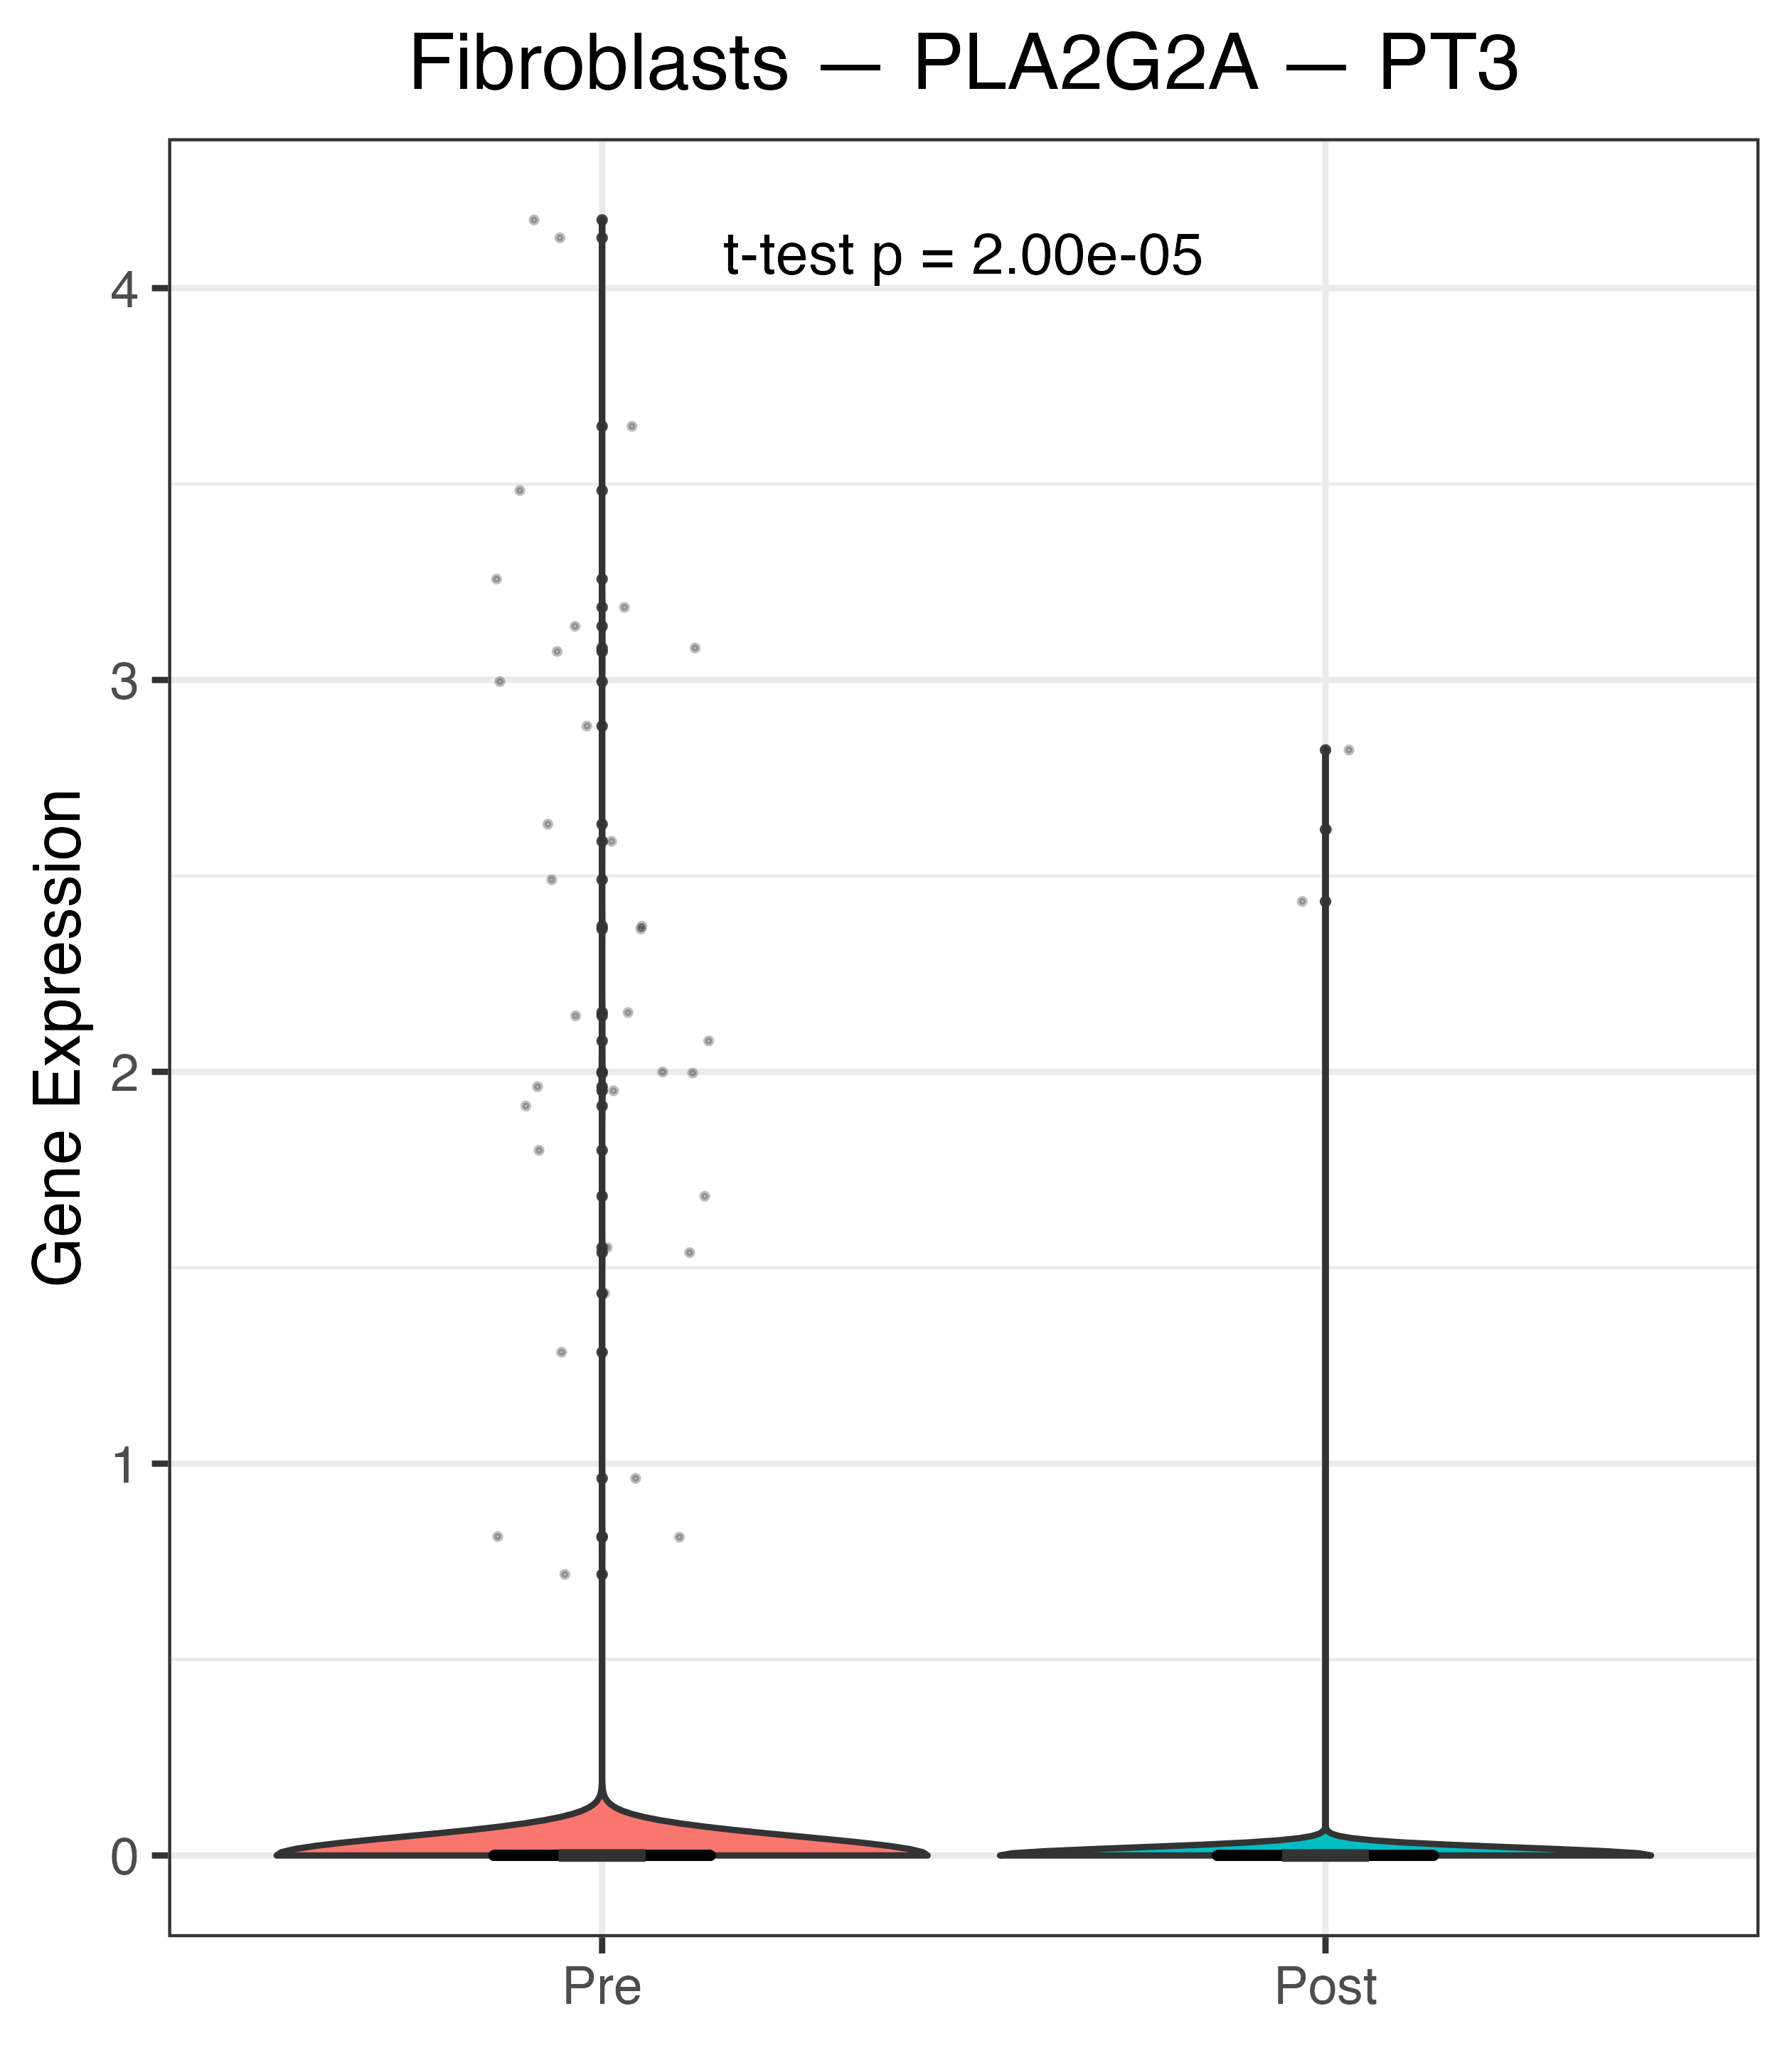 Fibroblasts — PLA2G2A — PT3
t-test p = 2.00e-05
Gene Expression
4
3
2
1
0
Pre
Post